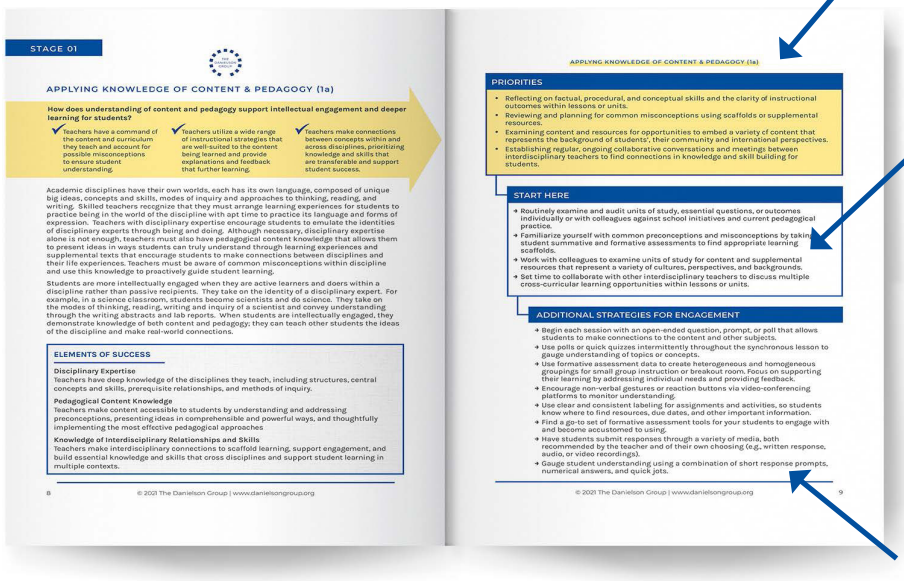 STAGE 01
THE
DANIELSON
GROUP
APPLYING KNOWLEDGE OF CONTENT & PEDAGOGY (1a)
How does understanding of content and pedagogy support intellectual engagement and deeper
learning for students?
Teachers have a command of
the content and curriculum
they teach and account for
possible misconceptions
to ensure student
understanding.
Teachers utilize a wide range
of instructional strategies that
are well-suited to the content
being learned and provide
explanations and feedback
that further learning.
Teachers make connections
between concepts within and
across disciplines, prioritizing
knowledge and skills that
are transferable and support
student success.
Academic disciplines have their own worlds, each has its own language, composed of unique
big ideas, concepts and skills, modes of inquiry and approaches to thinking, reading, and
writing. Skilled teachers recognize that they must arrange learning experiences for students to
practice being in the world of the discipline with apt time to practice its language and forms of
expression. Teachers with disciplinary expertise encourage students to emulate the identities
of disciplinary experts through being and doing. Although necessary, disciplinary expertise
alone is not enough, teachers must also have pedagogical content knowledge that allows them
to present ideas in ways students can truly understand through learning experiences and
supplemental texts that encourage students to make connections between disciplines and
their life experiences. Teachers must be aware of common misconceptions within discipline
and use this knowledge to proactively guide student learning.
Students are more intellectually engaged when they are active learners and doers within a
discipline rather than passive recipients. They take on the identity of a disciplinary expert. For
example, in a science classroom, students become scientists and do science. They take on
the modes of thinking, reading, writing and inquiry of a scientist and convey understanding
through the writing abstracts and lab reports. When students are intellectually engaged, they
demonstrate knowledge of both content and pedagogy; they can teach other students the ideas
of the discipline and make real-world connections.
ELEMENTS OF SUCCESS
Disciplinary Expertise
Teachers have deep knowledge of the disciplines they teach, including structures, central
concepts and skills, prerequisite relationships, and methods of inquiry.
Pedagogical Content Knowledge
Teachers make content accessible to students by understanding and addressing
preconceptions, presenting ideas in comprehensible and powerful ways, and thoughtfully
implementing the most effective pedagogical approaches
Knowledge of Interdisciplinary Relationships and Skills
Teachers make interdisciplinary connections to scaffold learning, support engagement, and
build essential knowledge and skills that cross disciplines and support student learning in
multiple contexts.
8
© 2021 The Danielson Group | www.danielsongroup.org
APPLYNG KNOWLEDGE OF CONTENT & PEDAGOGY (1a)
PRIORITIES
• Reflecting on factual, procedural, and conceptual skills and the clarity of instructional
outcomes within lessons or units.
• Reviewing and planning for common misconceptions using scaffolds or supplemental
resources.
• Examining content and resources for opportunities to embed a variety of content that
represents the background of students', their community and international perspectives.
• Establishing regular, ongoing collaborative conversations and meetings between
interdisciplinary teachers to find connections in knowledge and skill building for
students.
START HERE
→ Routinely examine and audit units of study, essential questions, or outcomes
individually or with colleagues against school initiatives and current pedagogical
practice.
→ Familiarize yourself with common preconceptions and misconceptions by taking
student summative and formative assessments to find appropriate learning
scaffolds.
→ Work with colleagues to examine units of study for content and supplemental
resources that represent a variety of cultures, perspectives, and backgrounds.
→ Set time to collaborate with other interdisciplinary teachers to discuss multiple
cross-curricular learning opportunities within lessons or units.
ADDITIONAL STRATEGIES FOR ENGAGEMENT
→ Begin each session with an open-ended question, prompt, or poll that allows
students to make connections to the content and other subjects.
→ Use polls or quick quizzes intermittently throughout the synchronous lesson to
gauge understanding of topics or concepts.
→ Use formative assessment data to create heterogeneous and homogeneous
groupings for small group instruction or breakout room. Focus on supporting
their learning by addressing individual needs and providing feedback.
→ Encourage non-verbal gestures or reaction buttons via video-conferencing
platforms to monitor understanding.
→ Use clear and consistent labeling for assignments and activities, so students
know where to find resources, due dates, and other important information.
→ Find a go-to set of formative assessment tools for your students to engage with
and become accustomed to using.
→ Have students submit responses through a variety of media, both
recommended by the teacher and of their own choosing (e.g., written response,
audio, or video recordings).
→ Gauge student understanding using a combination of short response prompts,
numerical answers, and quick jots.
© 2021 The Danielson Group | www.danielsongroup.org
9